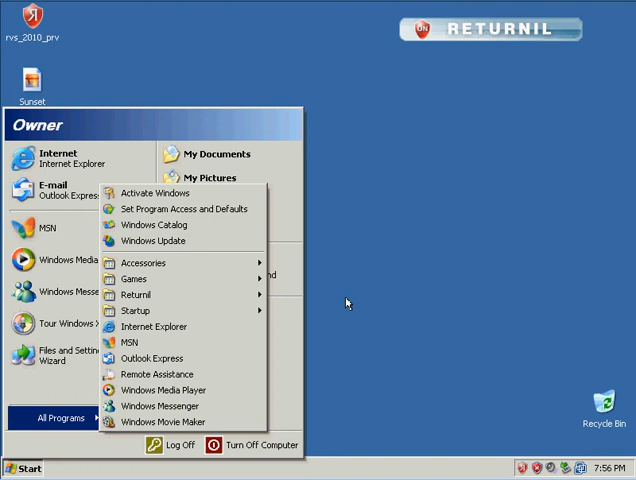 rvs_2010_prv
ON RETURNIL
Sunset
Owner
Internet
Internet Explorer
My Documents
E-mail
Outlook Express
My Pictures
MSN
Windows Media
Windows Messe
Tour Windows
Files and Settin
Wizard
Activate Windows
Set Program Access and Defaults
Windows Catalog
Windows Update
Accessories
Games
Returnil
Startup
Internet Explorer
MSN
Outlook Express
Remote Assistance
Windows Media Player
Windows Messenger
Windows Movie Maker
nd
All Programs
Log Off
Turn Off Computer
Recycle Bin
Start
7:56 PM